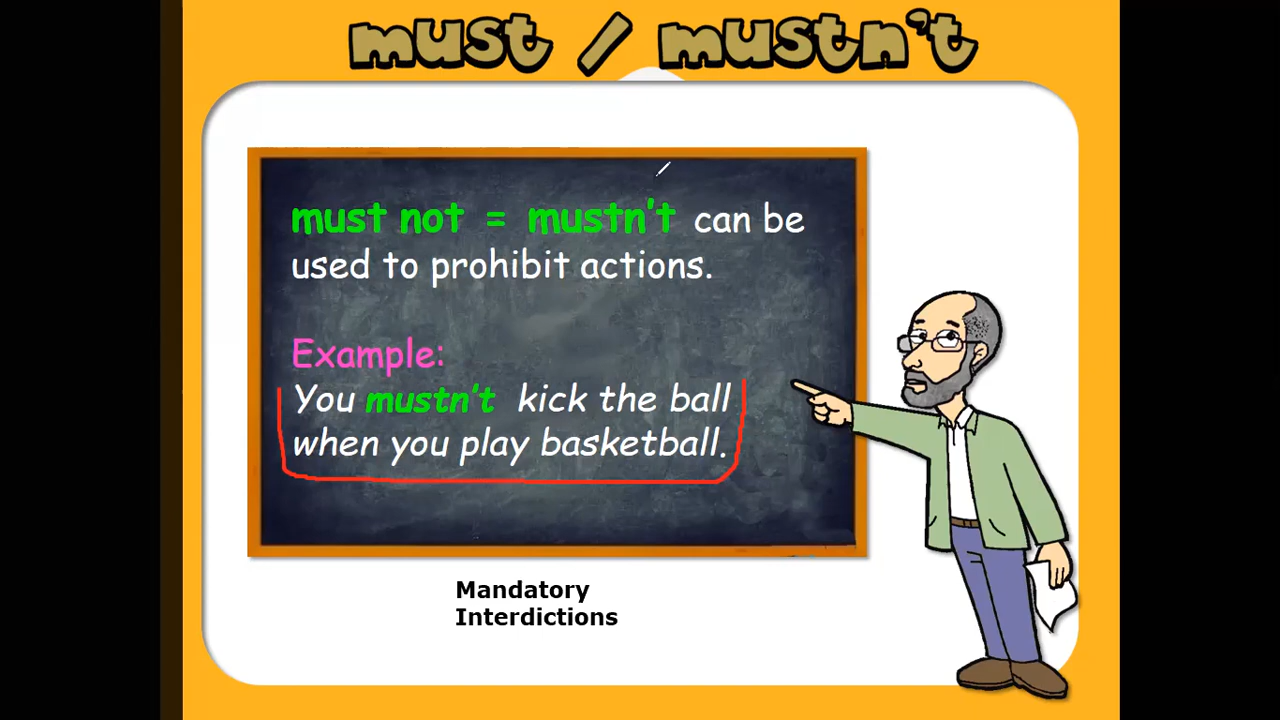 must / mustn't
must not = mustn't can be
used to prohibit actions.
Example:
You mustn't kick the ball
when you play basketball.
Mandatory
Interdictions